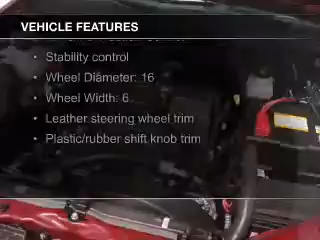 VEHICLE FEATURES
• Stability control
• Wheel Diameter: 16
• Wheel Width: 6
• Leather steering wheel trim
• Plastic/rubber shift knob trim